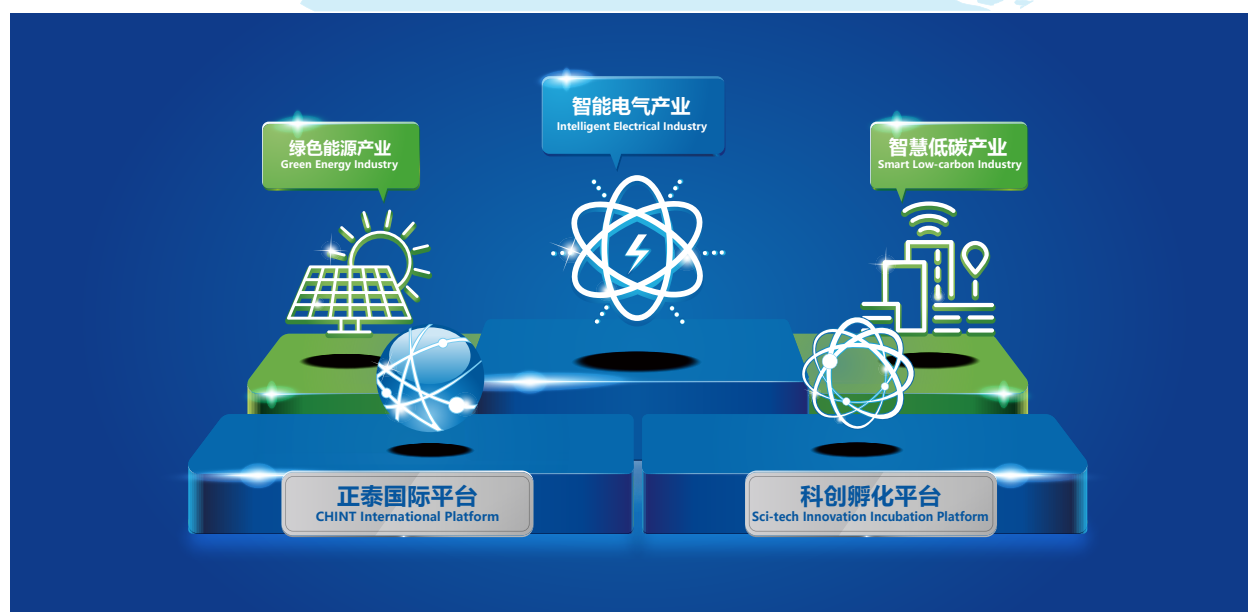 智能电气产业
Intelligent Electrical Industry
绿色能源产业
Green Energy Industry
智慧低碳产业
Smart Low-carbon Industry
正泰国际平台
CHINT International Platform
科创孵化平台
Sci-tech Innovation Incubation Platform